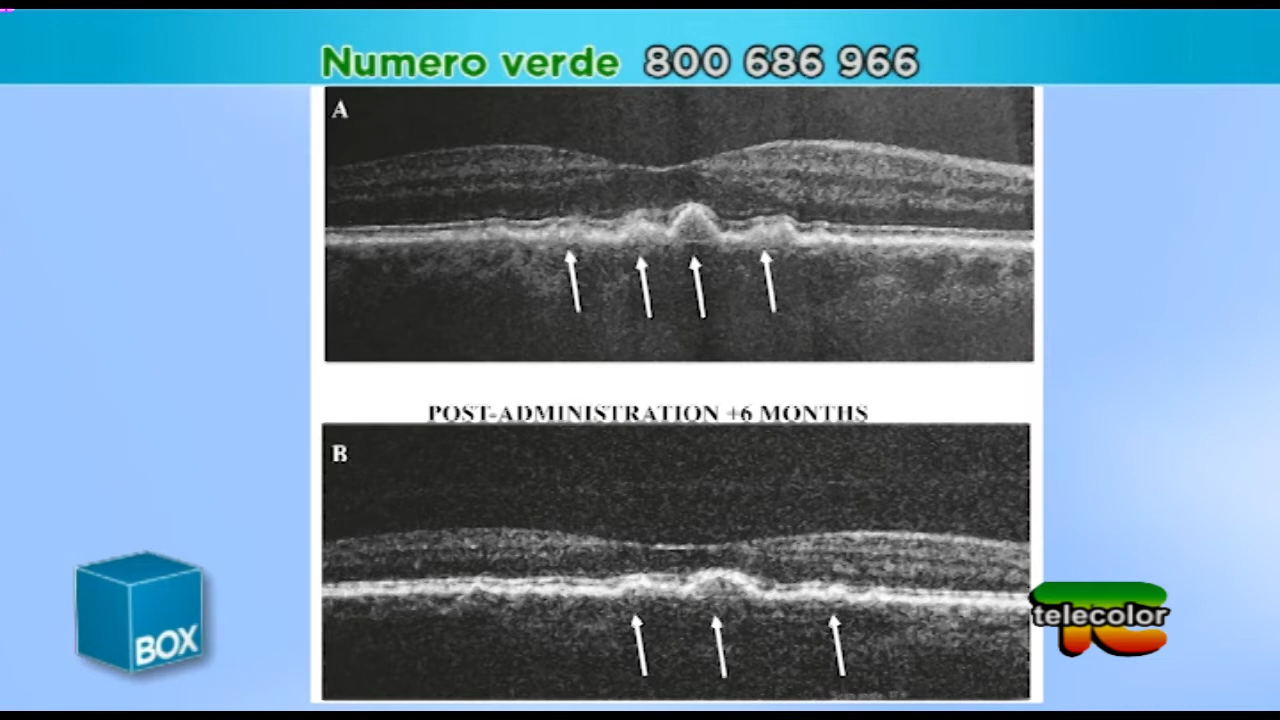 Numero verde 800 686 966
A
POST-ADMINISTRATION +6 MONTHS
B
BOX
telecolor